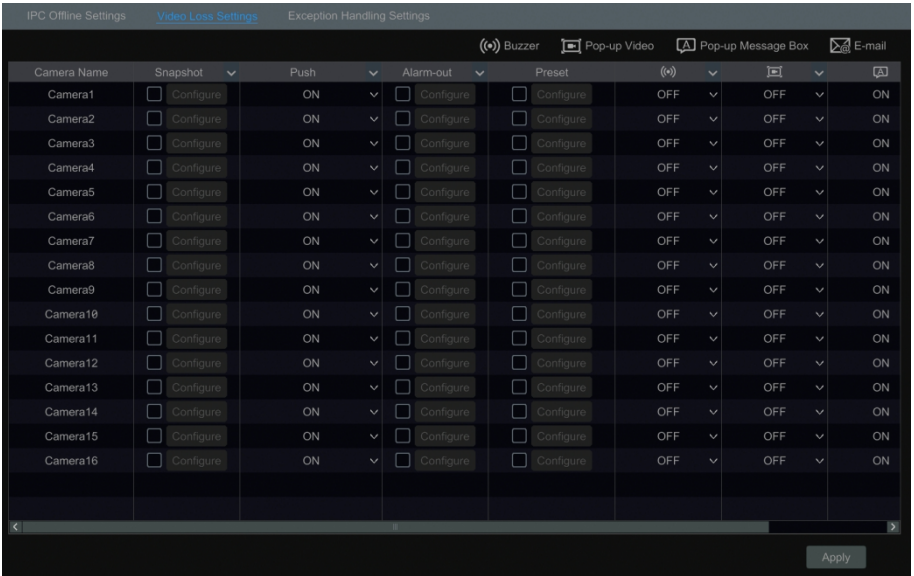 IPC Offline Settings Video Loss Settings Exception Handling Settings
Buzzer Pop-up Video Pop-up Message Box E-mail
Camera Name Snapshot Push Alarm-out Preset
Camera1 Configure ON Configure Configure OFF OFF ON
Camera2 Configure ON Configure Configure OFF OFF ON
Camera3 Configure ON Configure Configure OFF OFF ON
Camera4 Configure ON Configure Configure OFF OFF ON
Camera5 Configure ON Configure Configure OFF OFF ON
Camera6 Configure ON Configure Configure OFF OFF ON
Camera7 Configure ON Configure Configure OFF OFF ON
Camera8 Configure ON Configure Configure OFF OFF ON
Camera9 Configure ON Configure Configure OFF OFF ON
Camera10 Configure ON Configure Configure OFF OFF ON
Camera11 Configure ON Configure Configure OFF OFF ON
Camera12 Configure ON Configure Configure OFF OFF ON
Camera13 Configure ON Configure Configure OFF OFF ON
Camera14 Configure ON Configure Configure OFF OFF ON
Camera15 Configure ON Configure Configure OFF OFF ON
Camera16 Configure ON Configure Configure OFF OFF ON
Apply